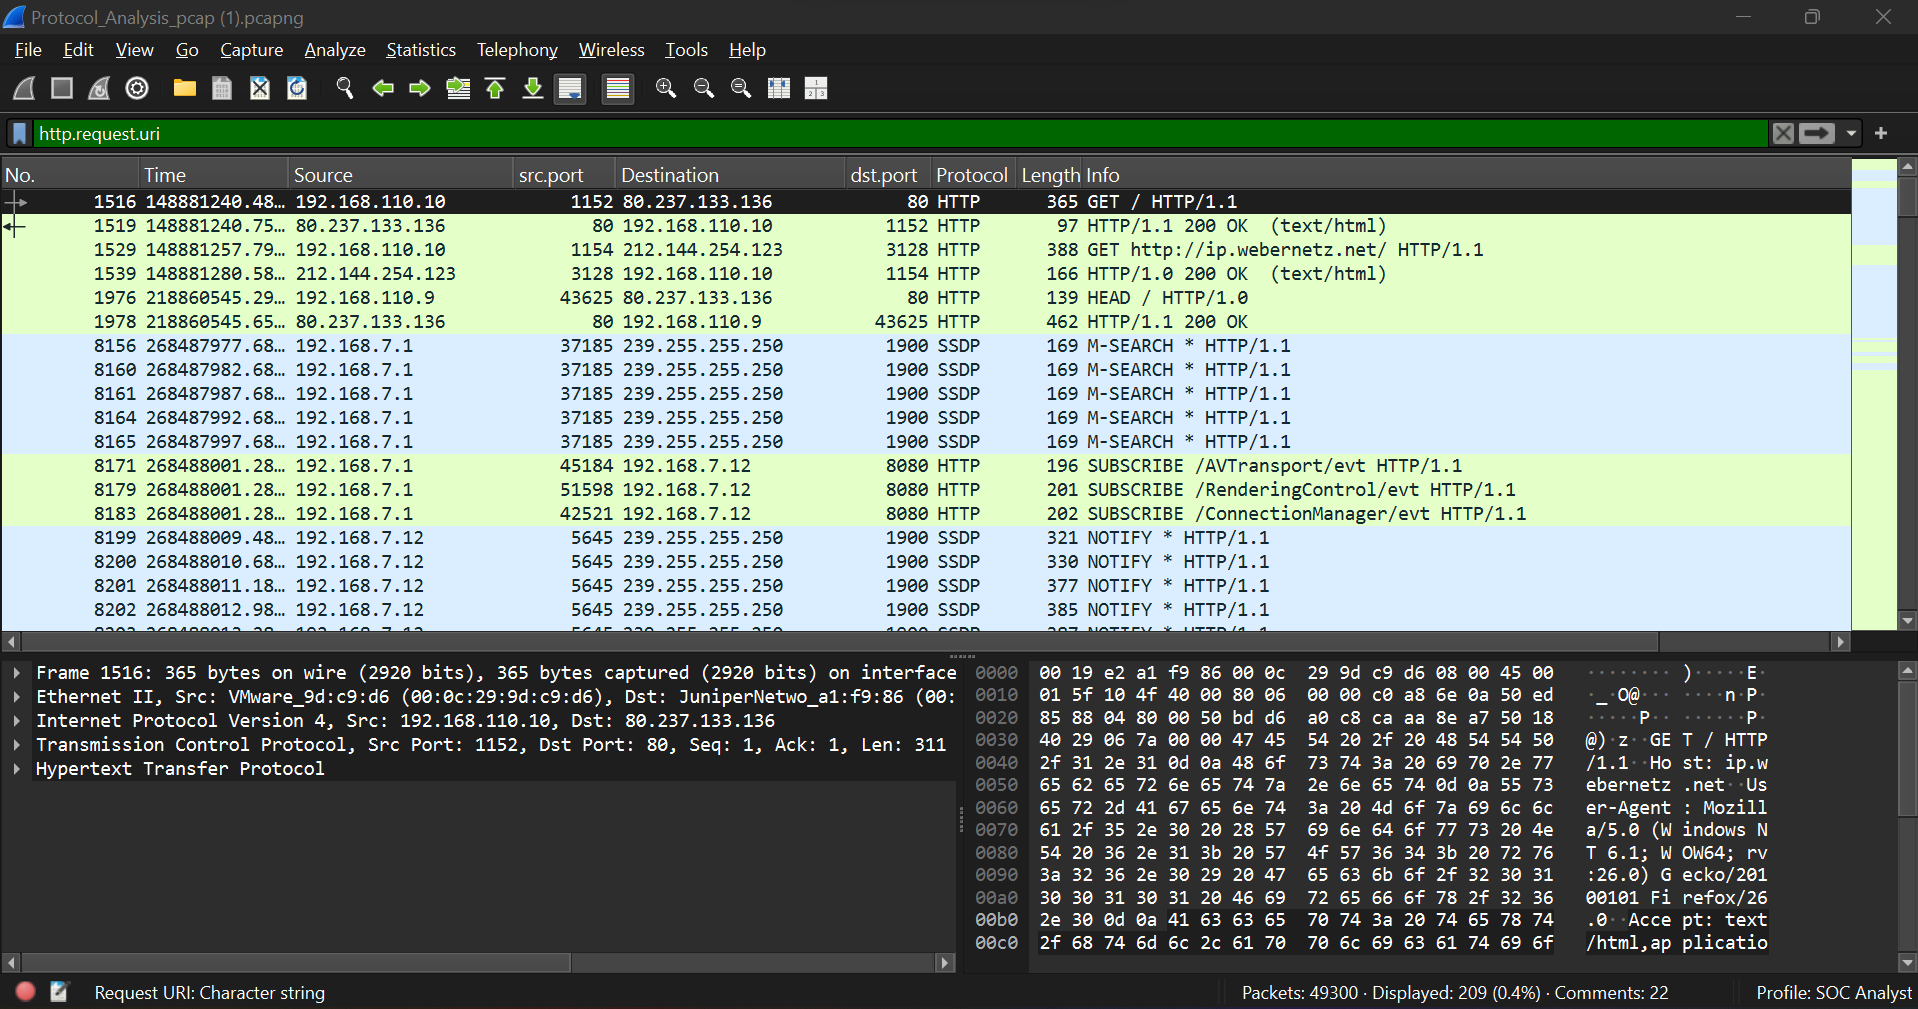 Protocol_Analysis_pcap (1).pcapng
File Edit View Go Capture Analyze Statistics Telephony Wireless Tools Help
http.request.uri
No. Time Source src.port Destination dst.port Protocol Length Info
1516 148881240.48… 192.168.110.10 1152 80.237.133.136 80 HTTP 365 GET / HTTP/1.1
1519 148881240.75… 80.237.133.136 80 192.168.110.10 1152 HTTP 97 HTTP/1.1 200 OK (text/html)
1529 148881257.79… 192.168.110.10 1154 212.144.254.123 3128 HTTP 388 GET http://ip.webernetz.net/ HTTP/1.1
1539 148881280.58… 212.144.254.123 3128 192.168.110.10 1154 HTTP 166 HTTP/1.0 200 OK (text/html)
1976 218860545.29… 192.168.110.9 43625 80.237.133.136 80 HTTP 139 HEAD / HTTP/1.0
1978 218860545.65… 80.237.133.136 80 192.168.110.9 43625 HTTP 462 HTTP/1.1 200 OK
8156 268487977.68… 192.168.7.1 37185 239.255.255.250 1900 SSDP 169 M-SEARCH * HTTP/1.1
8160 268487982.68… 192.168.7.1 37185 239.255.255.250 1900 SSDP 169 M-SEARCH * HTTP/1.1
8161 268487987.68… 192.168.7.1 37185 239.255.255.250 1900 SSDP 169 M-SEARCH * HTTP/1.1
8164 268487992.68… 192.168.7.1 37185 239.255.255.250 1900 SSDP 169 M-SEARCH * HTTP/1.1
8165 268487997.68… 192.168.7.1 37185 239.255.255.250 1900 SSDP 169 M-SEARCH * HTTP/1.1
8171 268488001.28… 192.168.7.1 45184 192.168.7.12 8080 HTTP 196 SUBSCRIBE /AVTransport/evt HTTP/1.1
8179 268488001.28… 192.168.7.1 51598 192.168.7.12 8080 HTTP 201 SUBSCRIBE /RenderingControl/evt HTTP/1.1
8183 268488001.28… 192.168.7.1 42521 192.168.7.12 8080 HTTP 202 SUBSCRIBE /ConnectionManager/evt HTTP/1.1
8199 268488009.48… 192.168.7.12 5645 239.255.255.250 1900 SSDP 321 NOTIFY * HTTP/1.1
8200 268488010.68… 192.168.7.12 5645 239.255.255.250 1900 SSDP 330 NOTIFY * HTTP/1.1
8201 268488011.18… 192.168.7.12 5645 239.255.255.250 1900 SSDP 377 NOTIFY * HTTP/1.1
8202 268488012.98… 192.168.7.12 5645 239.255.255.250 1900 SSDP 385 NOTIFY * HTTP/1.1
Frame 1516: 365 bytes on wire (2920 bits), 365 bytes captured (2920 bits) on interface
Ethernet II, Src: VMware_9d:c9:d6 (00:0c:29:9d:c9:d6), Dst: JuniperNetwo_a1:f9:86 (00:
Internet Protocol Version 4, Src: 192.168.110.10, Dst: 80.237.133.136
Transmission Control Protocol, Src Port: 1152, Dst Port: 80, Seq: 1, Ack: 1, Len: 311
Hypertext Transfer Protocol
0000 00 19 e2 a1 f9 86 00 0c 29 9d c9 d6 08 00 45 00 ········ )·····E·
0010 01 5f 10 4f 40 00 80 06 00 00 c0 a8 6e 0a 50 ed ·_·O@··· ····n·P·
0020 85 88 04 80 00 50 bd d6 a0 c8 ca aa 8e a7 50 18 ·····P·· ······P·
0030 40 29 06 7a 00 00 47 45 54 20 2f 20 48 54 54 50 @)·z··GE T / HTTP
0040 2f 31 2e 31 0d 0a 48 6f 73 74 3a 20 69 70 2e 77 /1.1··Ho st: ip.w
0050 65 62 65 72 6e 65 74 7a 2e 6e 65 74 0d 0a 55 73 ebernetz .net··Us
0060 65 72 2d 41 67 65 6e 74 3a 20 4d 6f 7a 69 6c 6c er-Agent : Mozill
0070 61 2f 35 2e 30 20 28 57 69 6e 64 6f 77 73 20 4e a/5.0 (W indows N
0080 54 20 36 2e 31 3b 20 57 4f 57 36 34 3b 20 72 76 T 6.1; W OW64; rv
0090 3a 32 36 2e 30 29 20 47 65 63 6b 6f 2f 32 30 31 :26.0) G ecko/201
00a0 30 30 31 30 31 20 46 69 72 65 66 6f 78 2f 32 36 00101 Fi refox/26
00b0 2e 30 0d 0a 41 63 63 65 70 74 3a 20 74 65 78 74 .0··Acce pt: text
00c0 2f 68 74 6d 6c 2c 61 70 70 6c 69 63 61 74 69 6f /html,ap plicatio
Request URI: Character string
Packets: 49300 · Displayed: 209 (0.4%) · Comments: 22
Profile: SOC Analyst